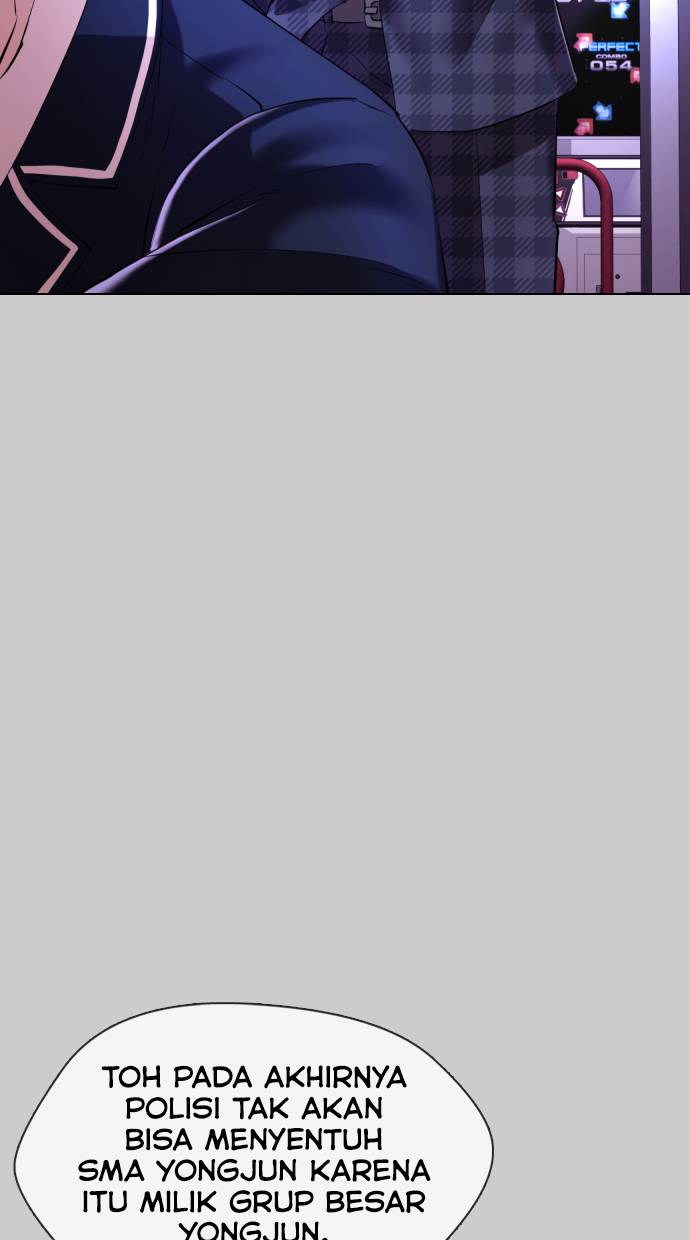 PERFECT
COMBO
054
TOH PADA AKHIRNYA
POLISI TAK AKAN
BISA MENYENTUH
SMA YONGJUN KARENA
ITU MILIK GRUP BESAR
YONGJUN.